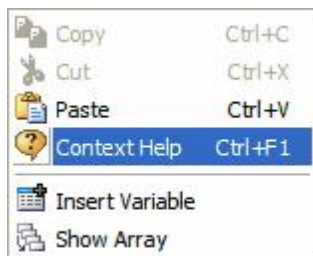 Copy Ctrl+C
Cut Ctrl+X
Paste Ctrl+V
Context Help Ctrl+F1
Insert Variable
Show Array